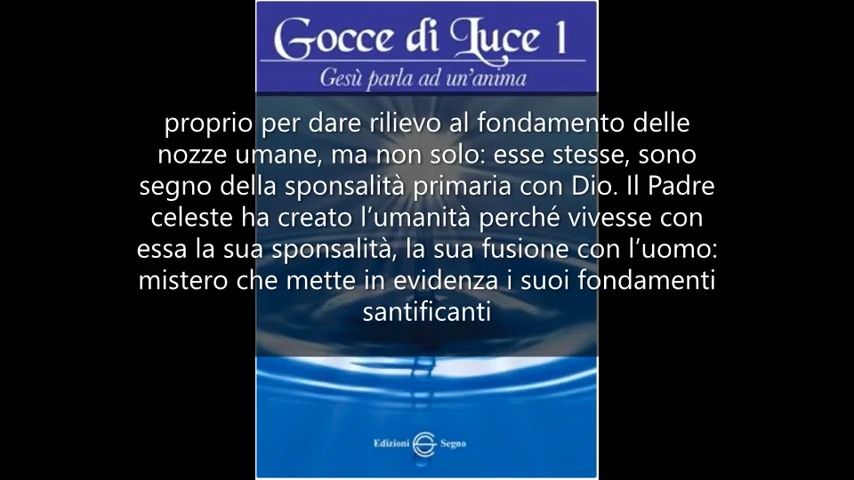 Gocce di Luce 1
Gesù parla ad un'anima
proprio per dare rilievo al fondamento delle
nozze umane, ma non solo: esse stesse, sono
segno della sponsalità primaria con Dio. Il Padre
celeste ha creato l’umanità perché vivesse con
essa la sua sponsalità, la sua fusione con l’uomo:
mistero che mette in evidenza i suoi fondamenti
santificanti
Edizioni Segno